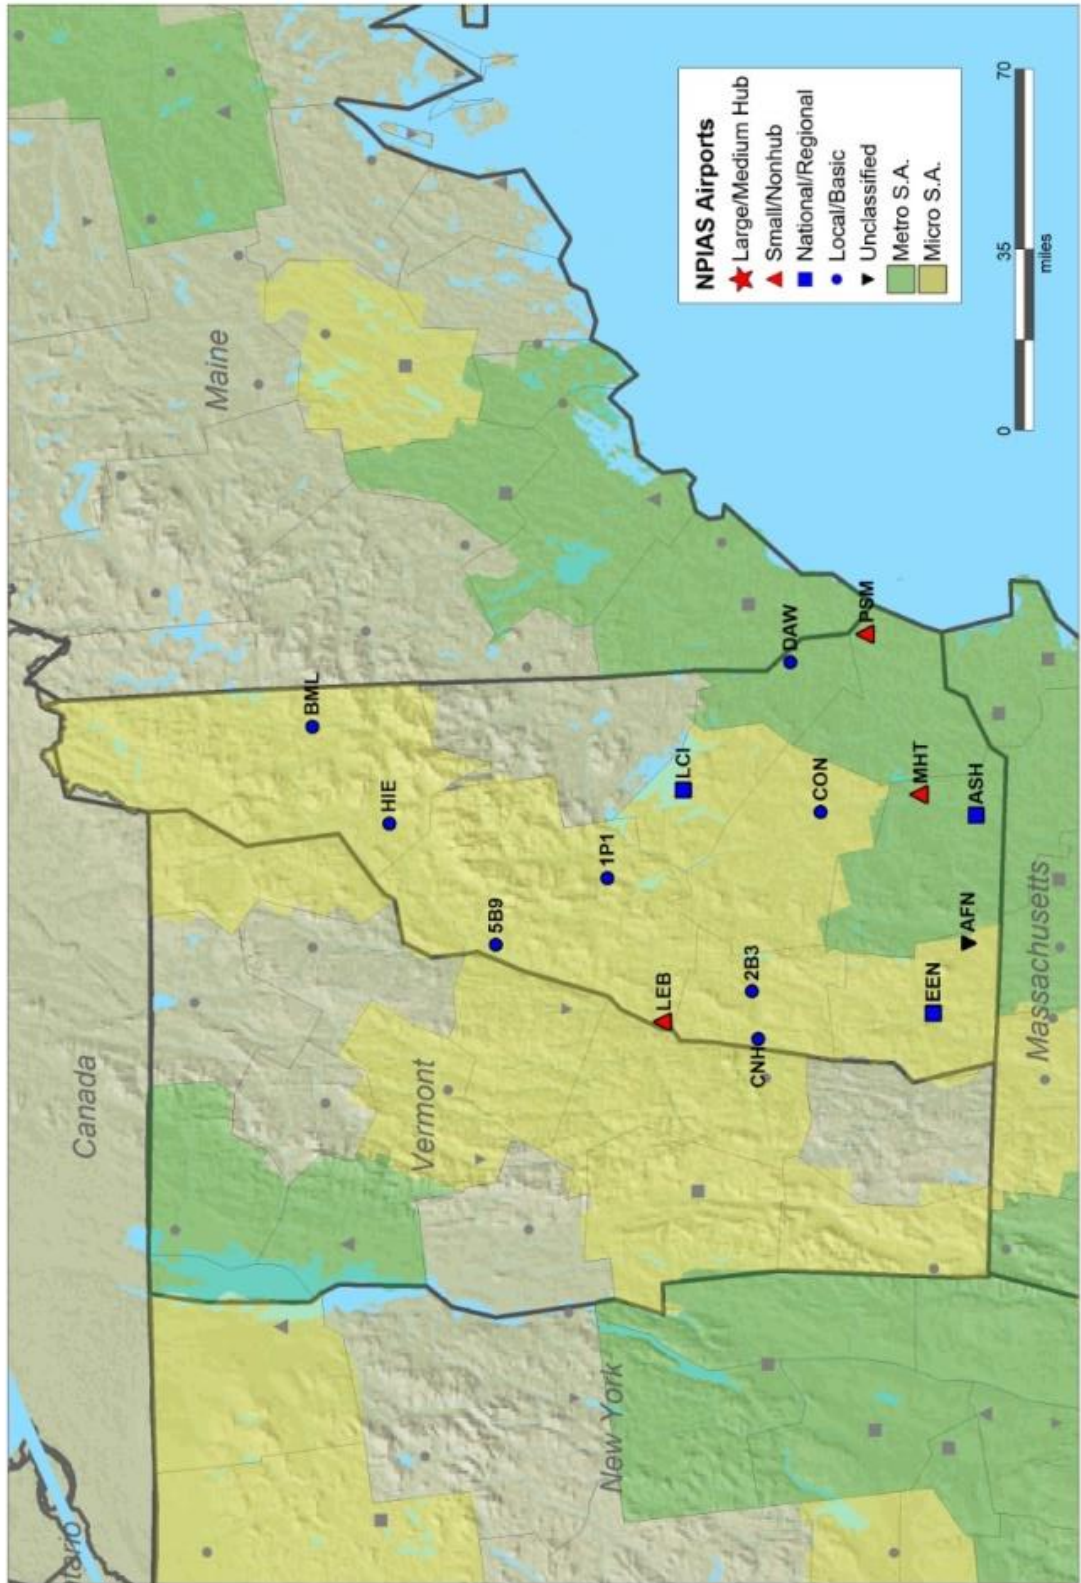 Canada
Maine
Vermont
New York
Massachusetts
ntario
BML
HIE
5B9
1P1
LCI
LEB
2B3
CNH
CON
DAW
PSM
MHT
ASH
AFN
EEN
NPIAS Airports
Large/Medium Hub
Small/Nonhub
National/Regional
Local/Basic
Unclassified
Metro S.A.
Micro S.A.
0 35 70
miles